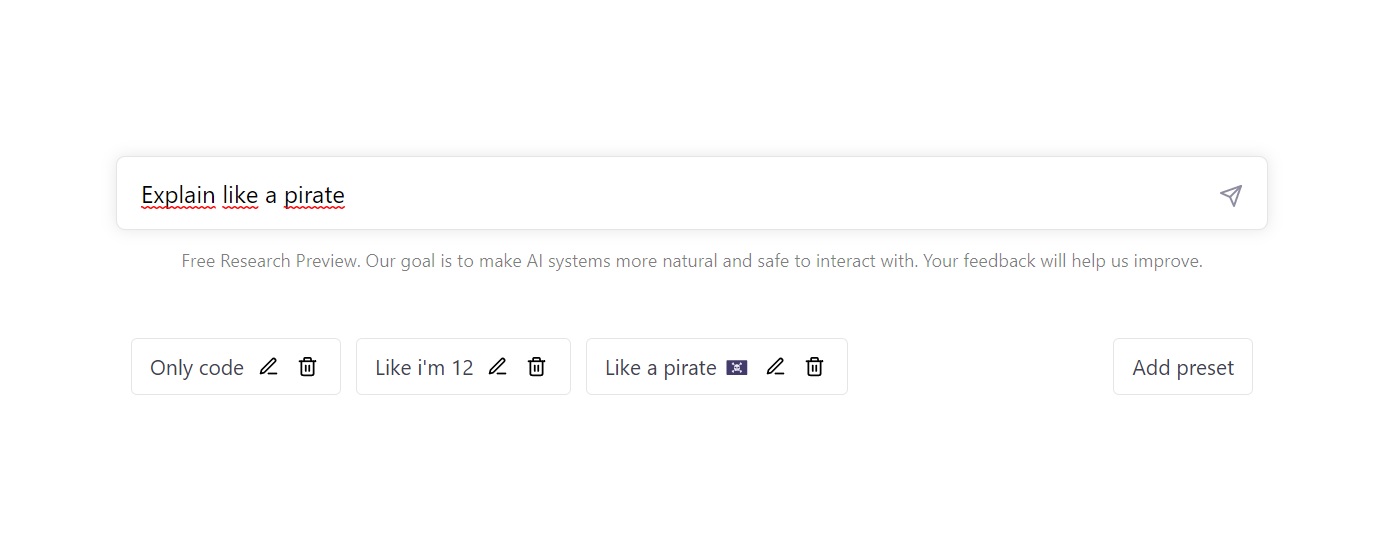 Explain like a pirate
Free Research Preview. Our goal is to make AI systems more natural and safe to interact with. Your feedback will help us improve.
Only code Like i'm 12 Like a pirate 🏴‍☠️ Add preset